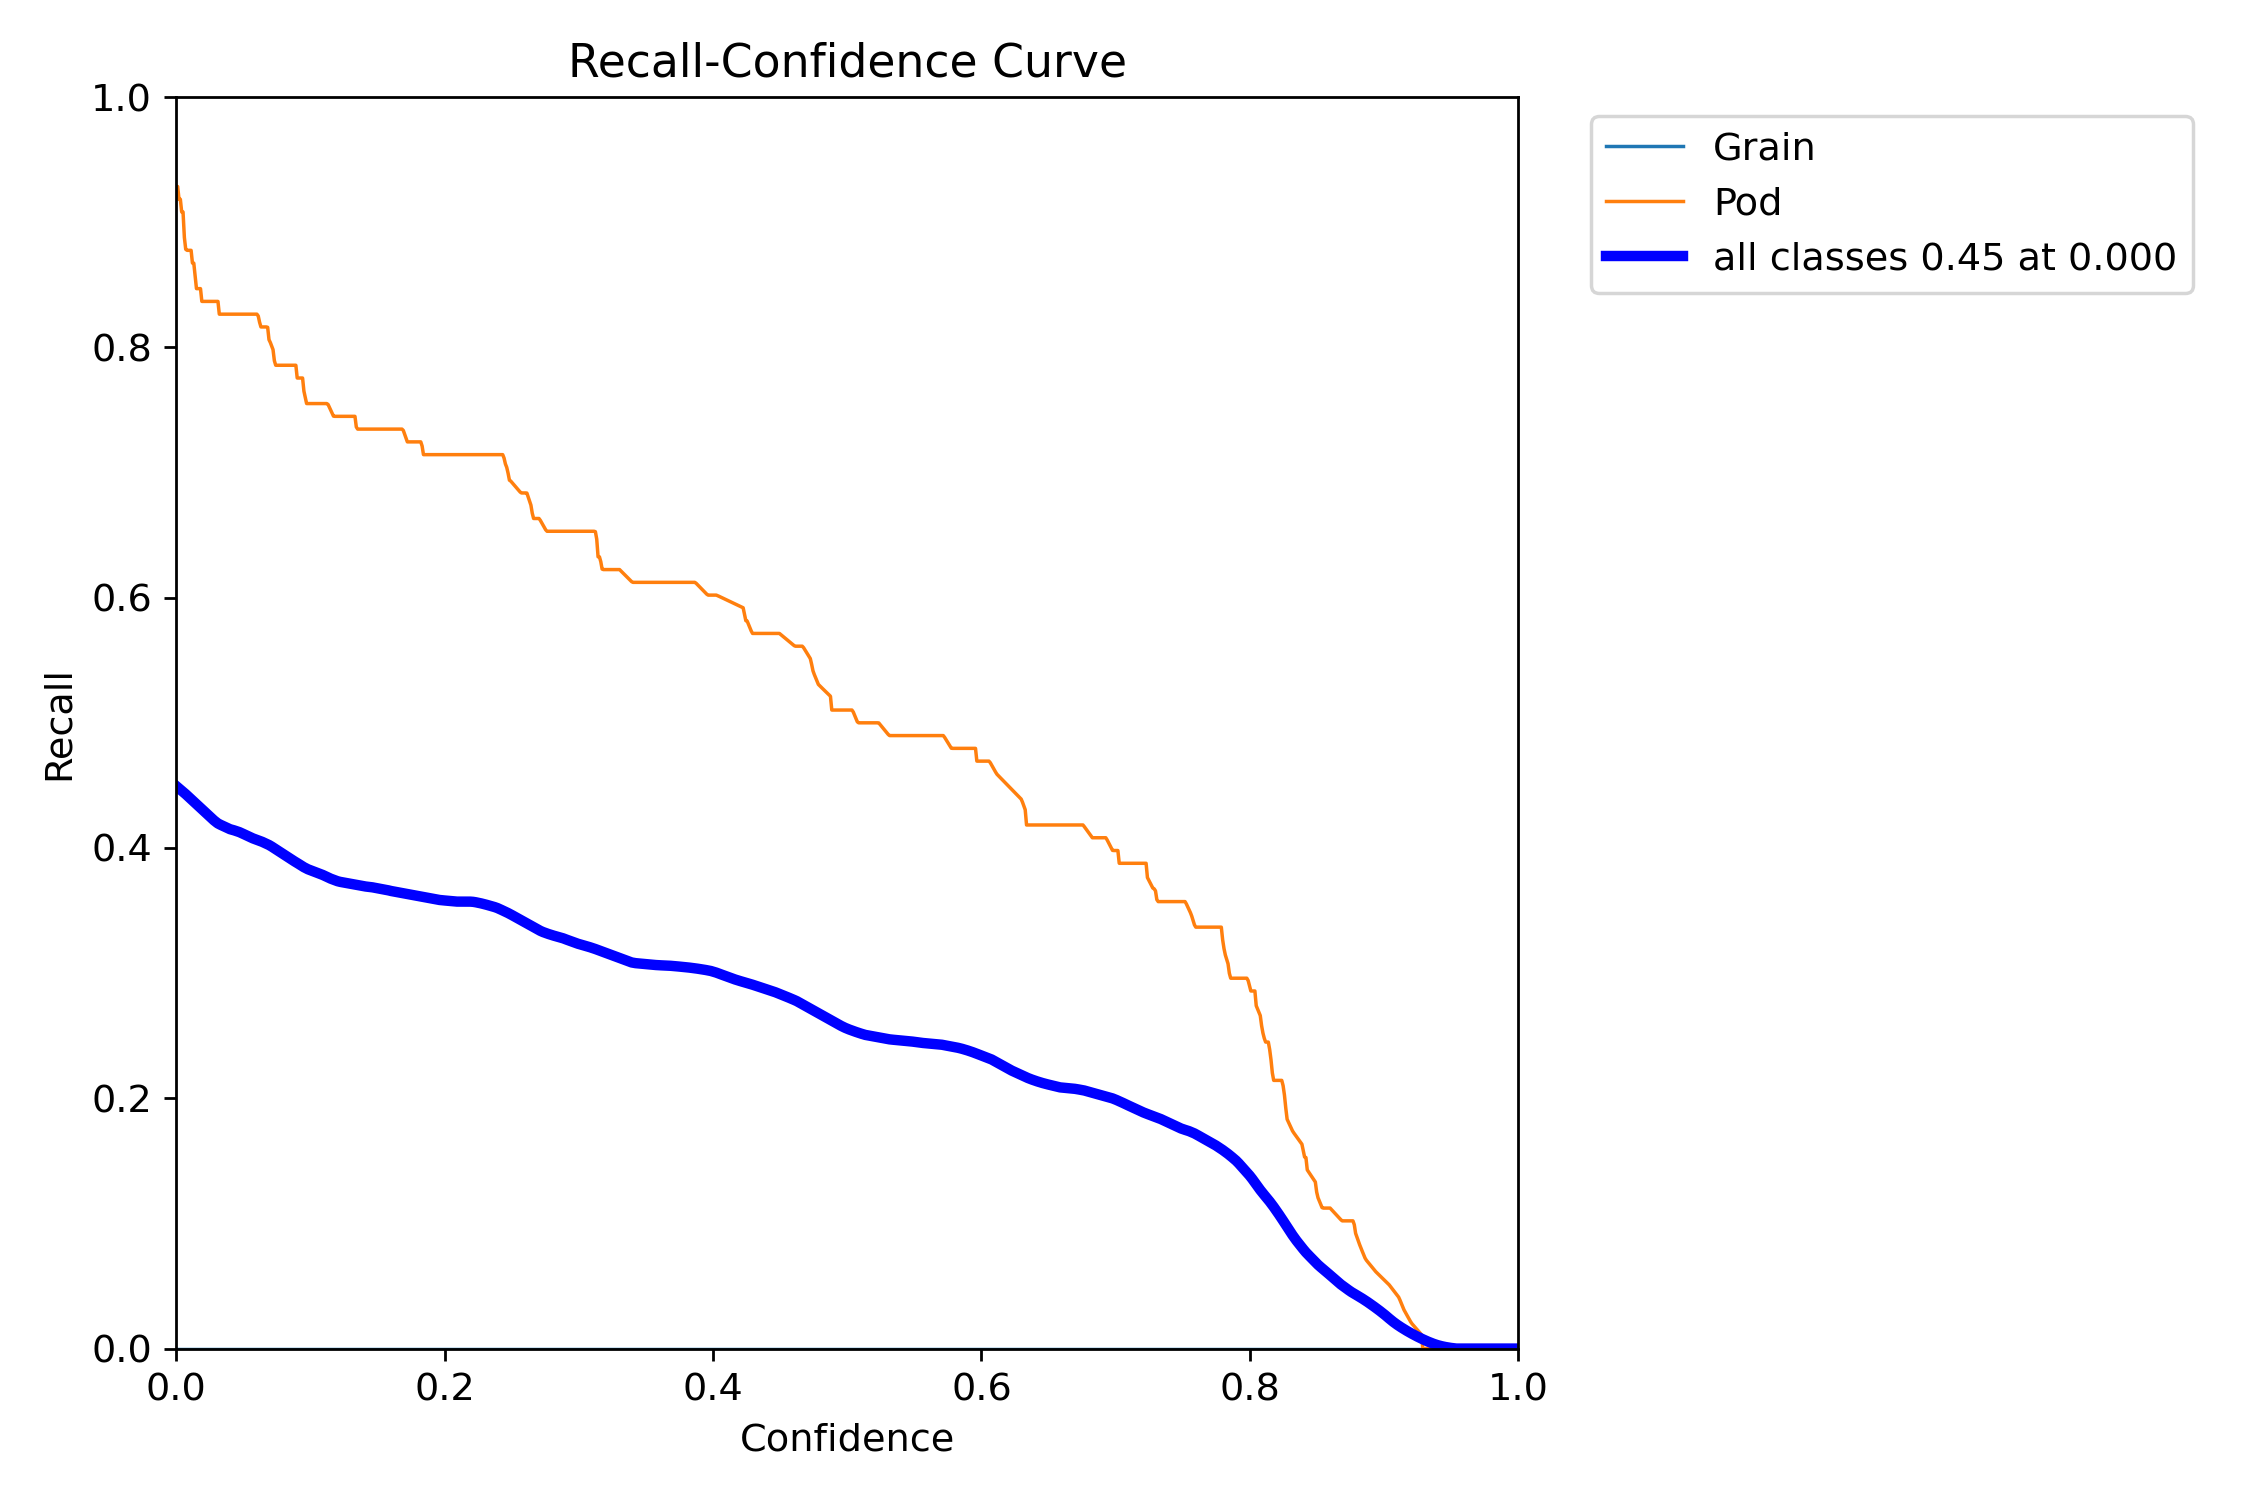 Recall-Confidence Curve
1.0
0.8
0.6
0.4
0.2
0.0
Recall
0.0 0.2 0.4 0.6 0.8 1.0
Confidence
Grain
Pod
all classes 0.45 at 0.000